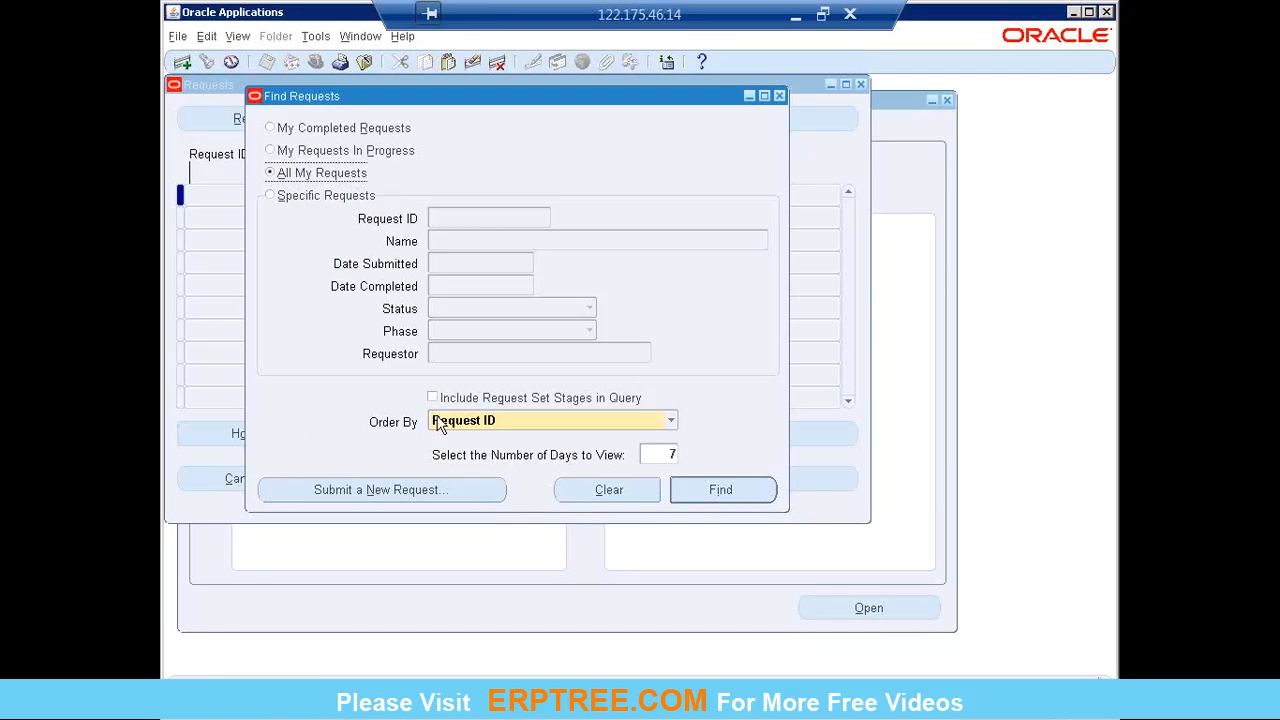 Oracle Applications
122.175.46.14
File Edit View Folder Tools Window Help
ORACLE
Requests
Find Requests
My Completed Requests
My Requests In Progress
Request ID
All My Requests
Specific Requests
Request ID
Name
Date Submitted
Date Completed
Status
Phase
Requestor
Include Request Set Stages in Query
Order By Request ID
Select the Number of Days to View: 7
Submit a New Request... Clear Find
Open
Please Visit ERPTREE.COM For More Free Videos